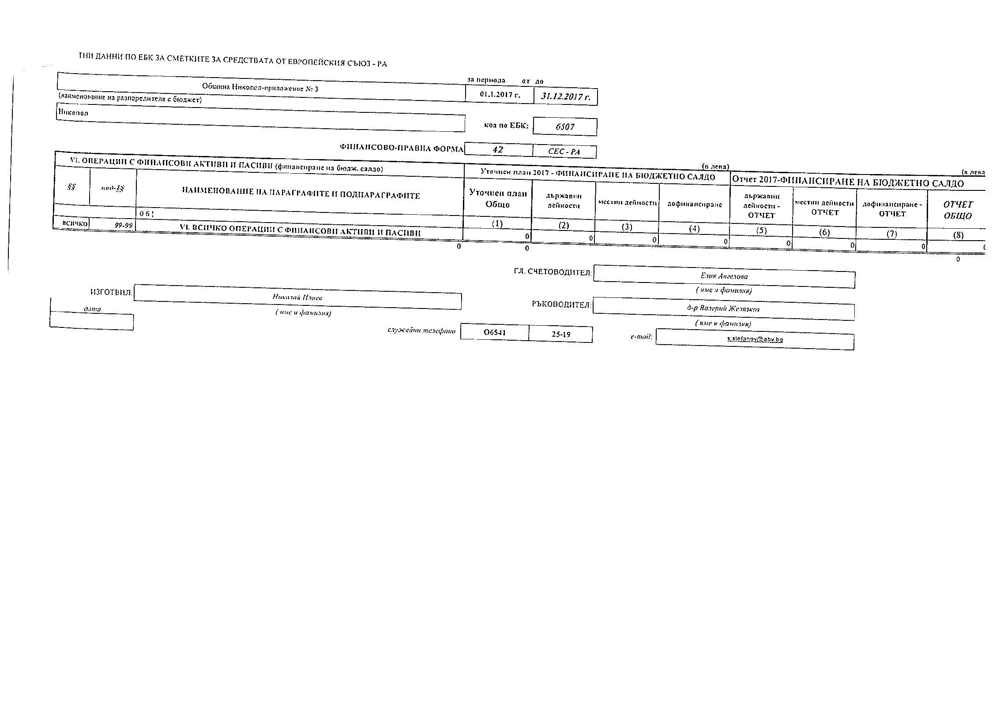 ТНИ ДАННИ ПО ЕБК ЗА СМЕТКИТЕ ЗА СРЕДСТВАТА ОТ ЕВРОПЕЙСКИЯ СЪЮЗ - РА
за периода от до
Община Никопол-приложение № 3 01.1.2017 г. 31.12.2017 г.
(наименование на разпоредителя с бюджет)
Никопол
код по ЕБК: 6507
ФИНАНСОВО-ПРАВНА ФОРМА 42 СЕС - РА
(в лева) (в лева
VI. ОПЕРАЦИИ С ФИНАНСОВИ АКТИВИ И ПАСИВИ (финансиране на бюдж. салдо) Уточнен план 2017 - ФИНАНСИРАНЕ НА БЮДЖЕТНО САЛДО Отчет 2017-ФИНАНСИРАНЕ НА БЮДЖЕТНО САЛДО
§§ под-§§ НАИМЕНОВАНИЕ НА ПАРАГРАФИТЕ И ПОДПАРАГРАФИТЕ
Уточнен план Общо
държавни дейности
местни дейности
дофинансиране
държавни дейности - ОТЧЕТ
местни дейности ОТЧЕТ
дофинансиране - ОТЧЕТ
ОТЧЕТ ОБЩО
0 6 ¦ (1) (2) (3) (4) (5) (6) (7) (8)
всичко 99-99 VI. ВСИЧКО ОПЕРАЦИИ С ФИНАНСОВИ АКТИВИ И ПАСИВИ 0 0 0 0 0 0 0 0
0 0 0
ГЛ. СЧЕТОВОДИТЕЛ: Елия Ангелова
( име и фамилия)
ИЗГОТВИЛ: Николай Илиев
( име и фамилия)
РЪКОВОДИТЕЛ: д-р Валерий Желязков
( име и фамилия)
дата
служебни телефони О6541 25-19 e-mail: s_stefanov@abv.bg